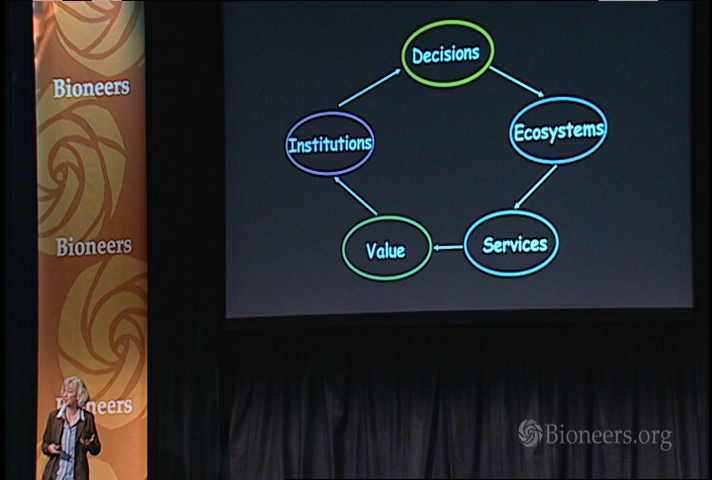 Bioneers
Decisions
Ecosystems
Institutions
Services
Value
Bioneers
Bioneers
Bioneers.org